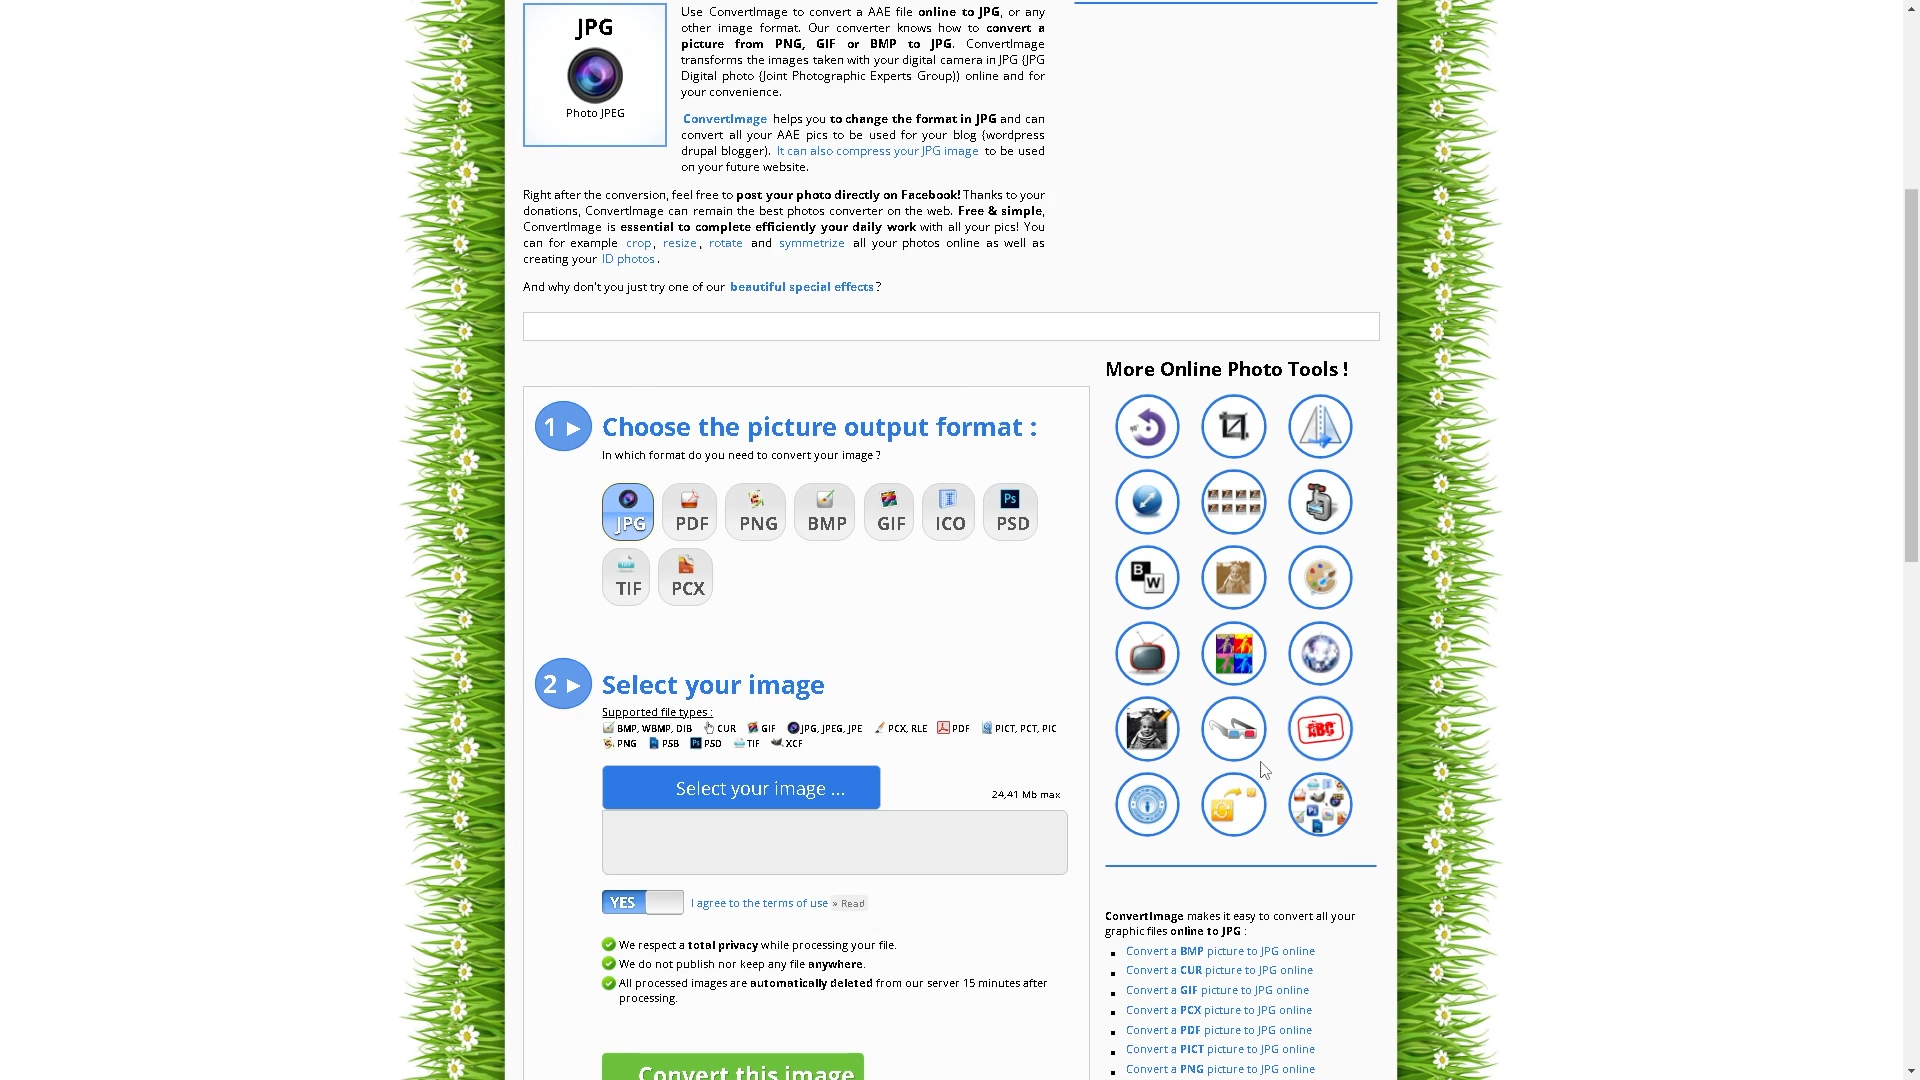 JPG
Photo JPEG
Use ConvertImage to convert a AAE file online to JPG, or any
other image format. Our converter knows how to convert a
picture from PNG, GIF or BMP to JPG. ConvertImage
transforms the images taken with your digital camera in JPG (JPG
Digital photo (Joint Photographic Experts Group)) online and for
your convenience.
ConvertImage helps you to change the format in JPG and can
convert all your AAE pics to be used for your blog (wordpress
drupal blogger). It can also compress your JPG image to be used
on your future website.
Right after the conversion, feel free to post your photo directly on Facebook! Thanks to your
donations, ConvertImage can remain the best photos converter on the web. Free & simple,
ConvertImage is essential to complete efficiently your daily work with all your pics! You
can for example crop, resize, rotate and symmetrize all your photos online as well as
creating your ID photos.
And why don't you just try one of our beautiful special effects?
More Online Photo Tools !
1 ► Choose the picture output format :
In which format do you need to convert your image ?
JPG PDF PNG BMP GIF ICO PSD
TIF PCX
B W
ABC
2 ► Select your image
Supported file types :
BMP, WBMP, DIB CUR GIF JPG, JPEG, JPE PCX, RLE PDF PICT, PCT, PIC
PNG PSB PSD TIF XCF
Select your image ...
24,41 Mb max
YES I agree to the terms of use » Read
We respect a total privacy while processing your file.
We do not publish nor keep any file anywhere.
All processed images are automatically deleted from our server 15 minutes after
processing.
Convert this image
ConvertImage makes it easy to convert all your
graphic files online to JPG :
Convert a BMP picture to JPG online
Convert a CUR picture to JPG online
Convert a GIF picture to JPG online
Convert a PCX picture to JPG online
Convert a PDF picture to JPG online
Convert a PICT picture to JPG online
Convert a PNG picture to JPG online